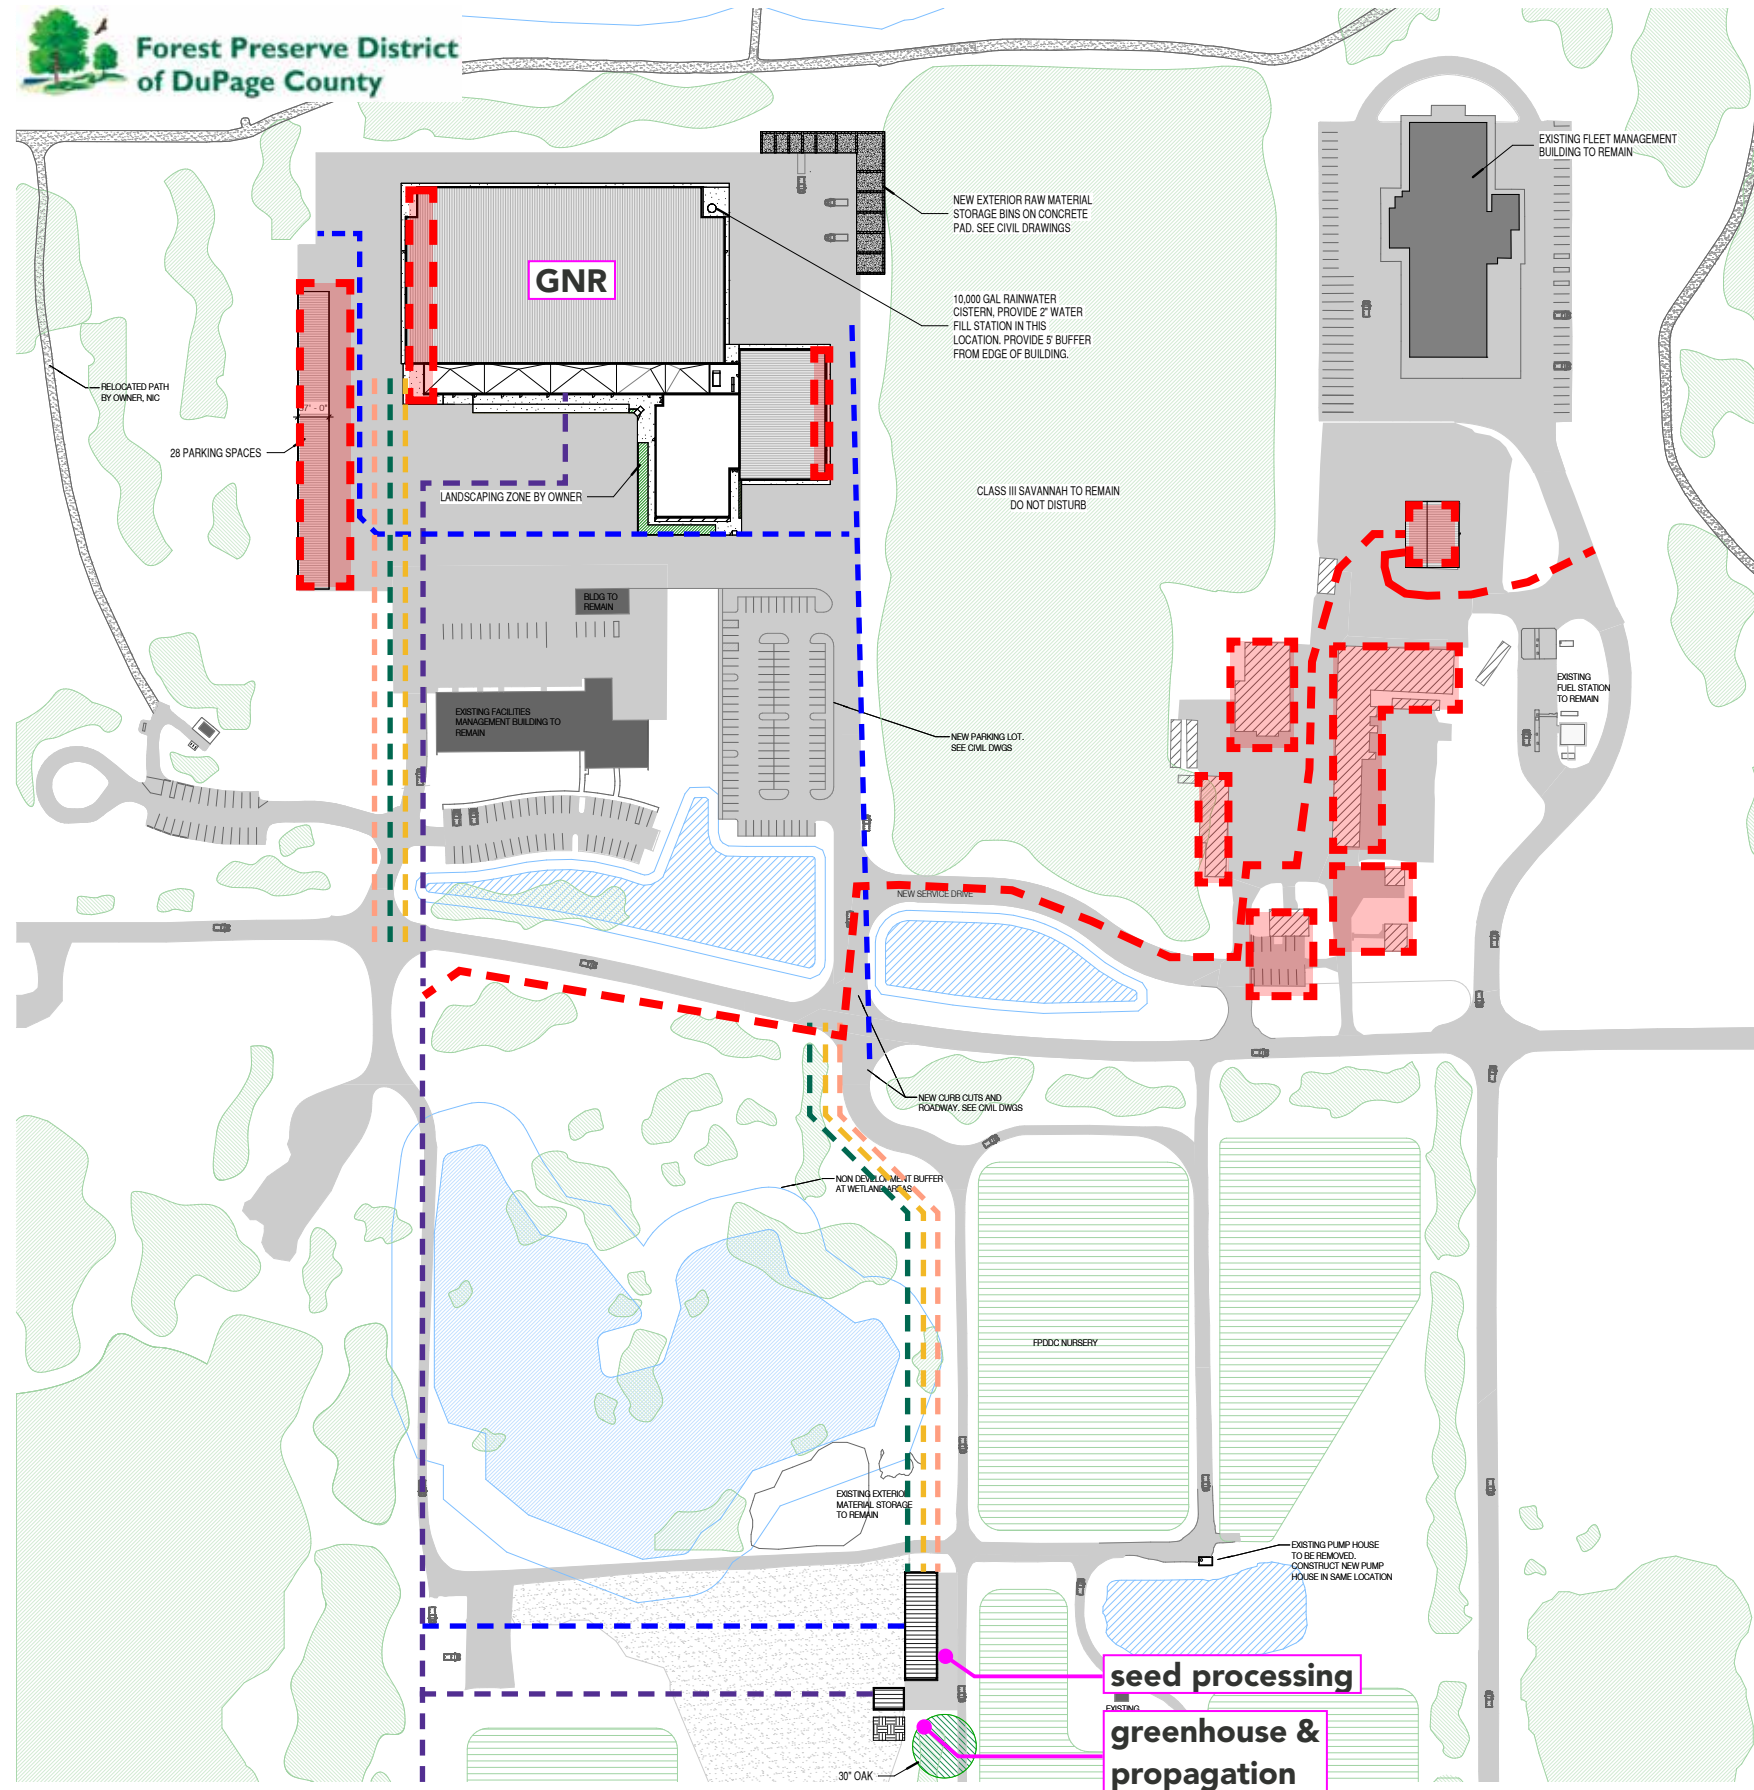 Forest Preserve District
of DuPage County
EXISTING FLEET MANAGEMENT
BUILDING TO REMAIN
NEW EXTERIOR RAW MATERIAL
STORAGE BINS ON CONCRETE
PAD. SEE CIVIL DRAWINGS
GNR
10,000 GAL RAINWATER
CISTERN, PROVIDE 2" WATER
FILL STATION IN THIS
LOCATION. PROVIDE 5' BUFFER
FROM EDGE OF BUILDING.
RELOCATED PATH
BY OWNER, NIC
28 PARKING SPACES
LANDSCAPING ZONE BY OWNER
CLASS III SAVANNAH TO REMAIN
DO NOT DISTURB
BLDG TO
REMAIN
EXISTING
FUEL STATION
TO REMAIN
EXISTING FACILITIES
MANAGEMENT BUILDING TO
REMAIN
NEW PARKING LOT.
SEE CIVIL DWGS
NEW SERVICE DRIVE
NEW CURB CUTS AND
ROADWAY. SEE CIVIL DWGS
NON DEVELOPMENT BUFFER
AT WETLAND AREAS
FPDDC NURSERY
EXISTING EXTERIOR
MATERIAL STORAGE
TO REMAIN
EXISTING PUMP HOUSE
TO BE REMOVED.
CONSTRUCT NEW PUMP
HOUSE IN SAME LOCATION
seed processing
EXISTING
greenhouse &
propagation
30" OAK